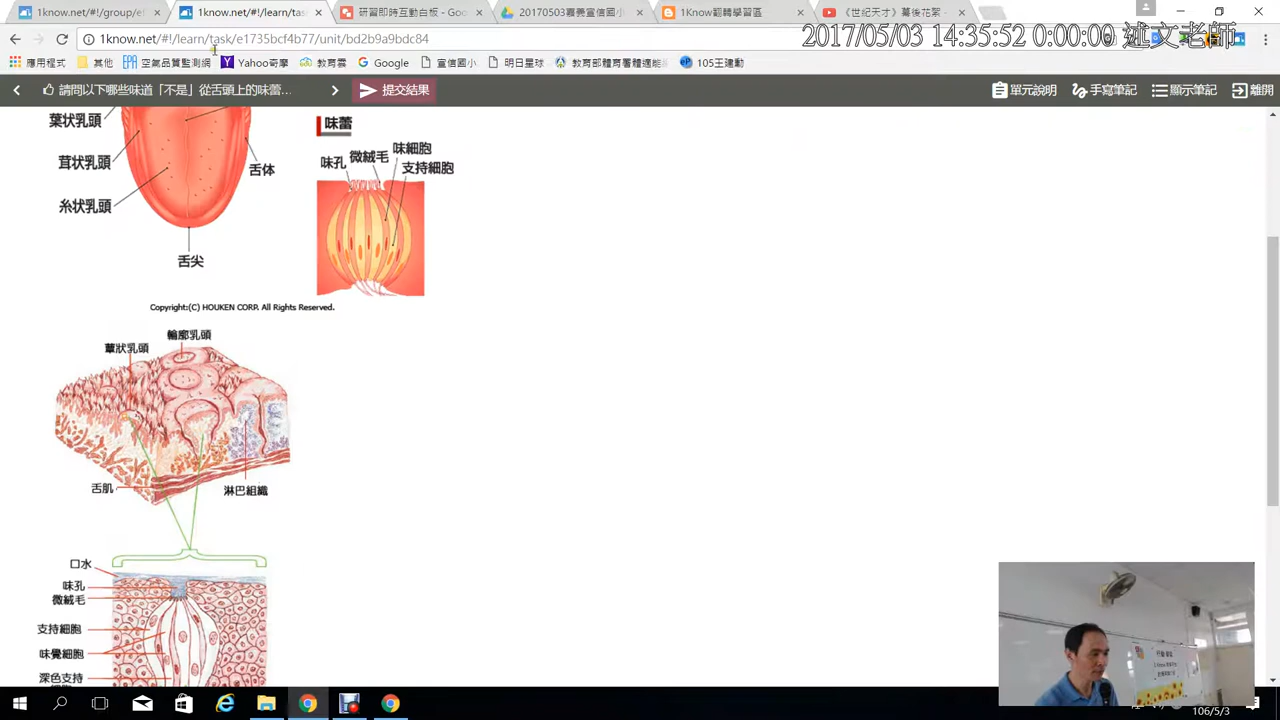 1know.net/#!/group/ef
1know.net/#!/learn/tas
研習即時互動白板 - Goo
20170503嘉義宣信國小
1Know翻轉學習區
《世紀天才》幕後花絮 -
1know.net/#!/learn/task/e1735bcf4b77/unit/bd2b9a9bdc84
2017/05/03 14:35:52 0:00:00 述文老師
應用程式
其他
空氣品質監測網
Yahoo奇摩
教育雲
Google
宣信國小
明日星球
教育部體育署體適能
105王建勳
請問以下哪些味道「不是」從舌頭上的味蕾...
提交結果
單元說明
手寫筆記
顯示筆記
離開
葉状乳頭
茸状乳頭
糸状乳頭
舌体
舌尖
味蕾
味孔
微絨毛
味細胞
支持細胞
Copyright:(C) HOUKEN CORP. All Rights Reserved.
輪廓乳頭
蕈狀乳頭
舌肌
淋巴組織
口水
味孔
微絨毛
支持細胞
味覺細胞
深色支持
106/5/3